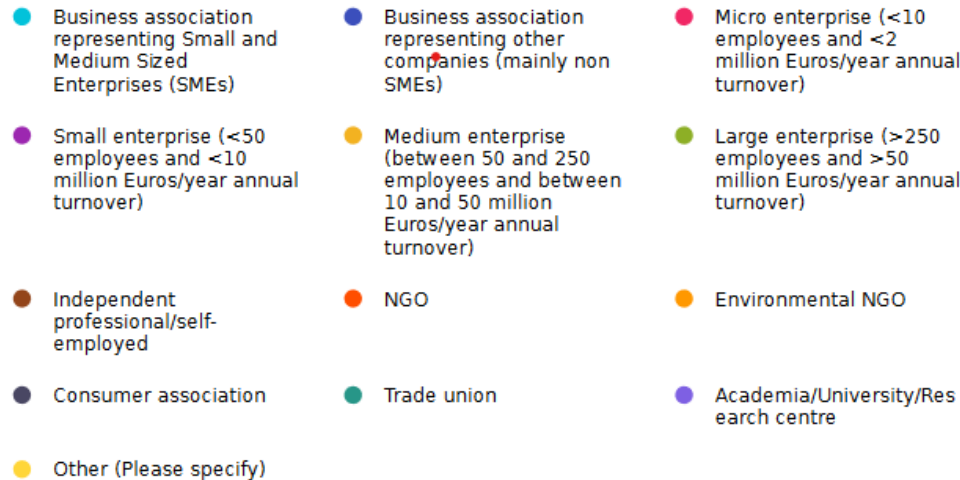 Business association
representing Small and
Medium Sized
Enterprises (SMEs)
Business association
representing other
companies (mainly non
SMEs)
Micro enterprise (<10
employees and <2
million Euros/year annual
turnover)
Small enterprise (<50
employees and <10
million Euros/year annual
turnover)
Medium enterprise
(between 50 and 250
employees and between
10 and 50 million
Euros/year annual
turnover)
Large enterprise (>250
employees and >50
million Euros/year annual
turnover)
Independent
professional/self-
employed
NGO
Environmental NGO
Consumer association
Trade union
Academia/University/Res
earch centre
Other (Please specify)